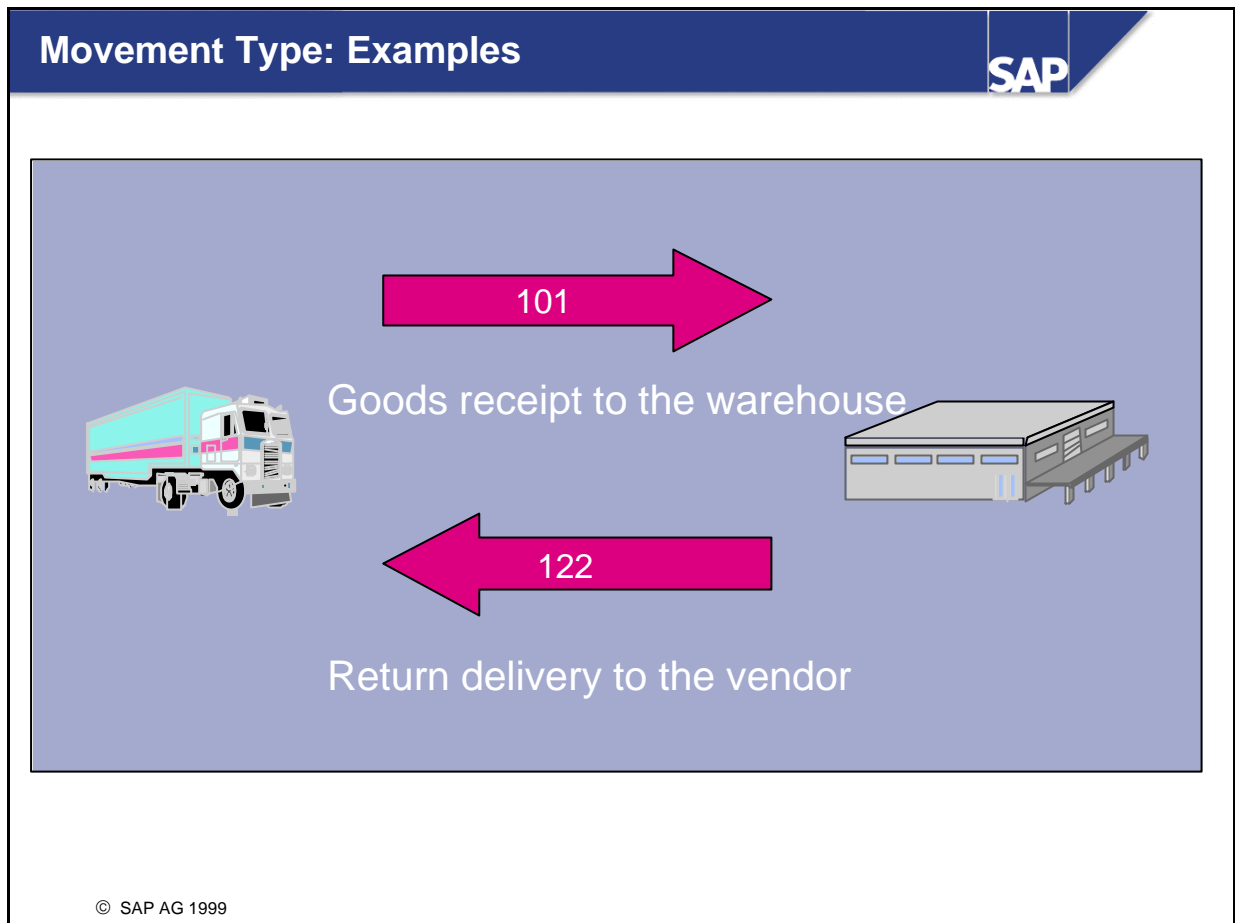 Movement Type: Examples
SAP
101
Goods receipt to the warehouse
122
Return delivery to the vendor
© SAP AG 1999